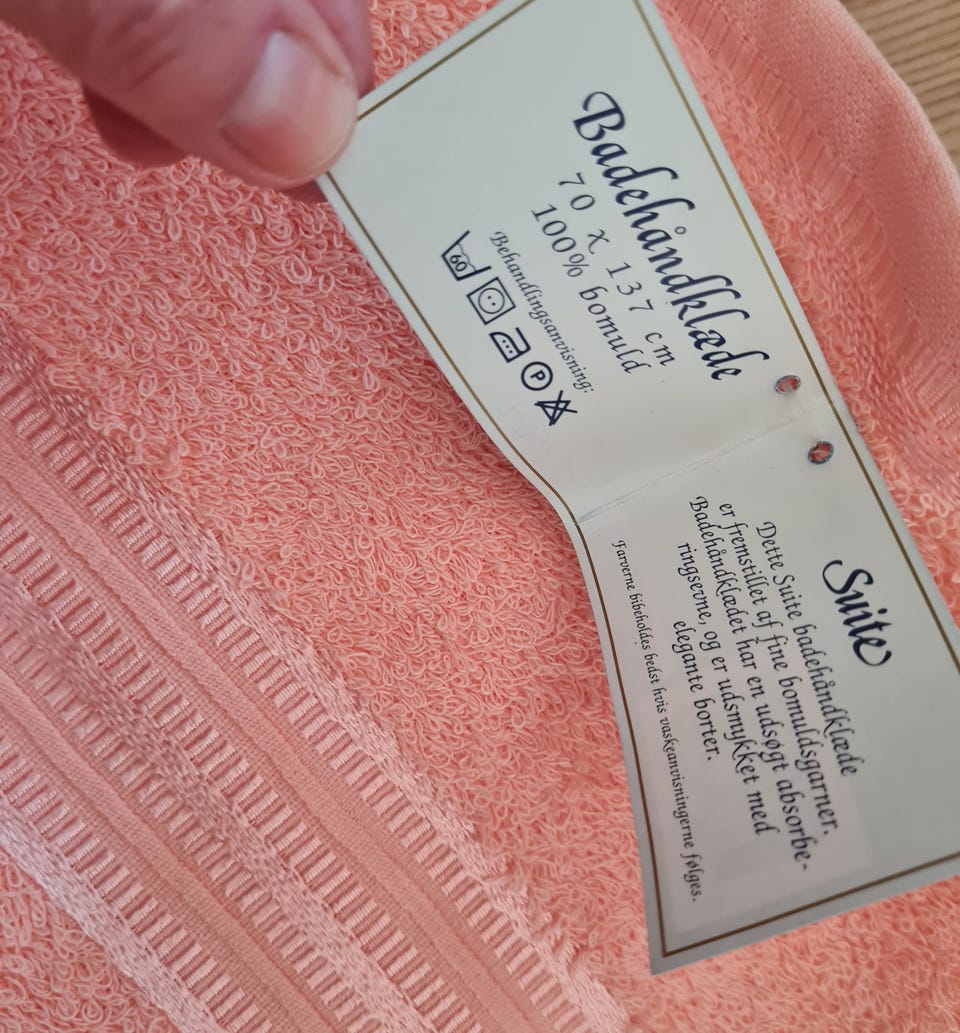 Badehåndklæde
70 x 137 cm
100% bomuld
Behandlingsanvisning:
60
P
Suite
Dette Suite badehåndklæde
er fremstillet af fine bomuldsgarner.
Badehåndklædet har en udsøgt absorbe-
ringsevne, og er udsmykket med
elegante borter.
Farverne bibeholdes bedst hvis vaskeanvisningerne følges.